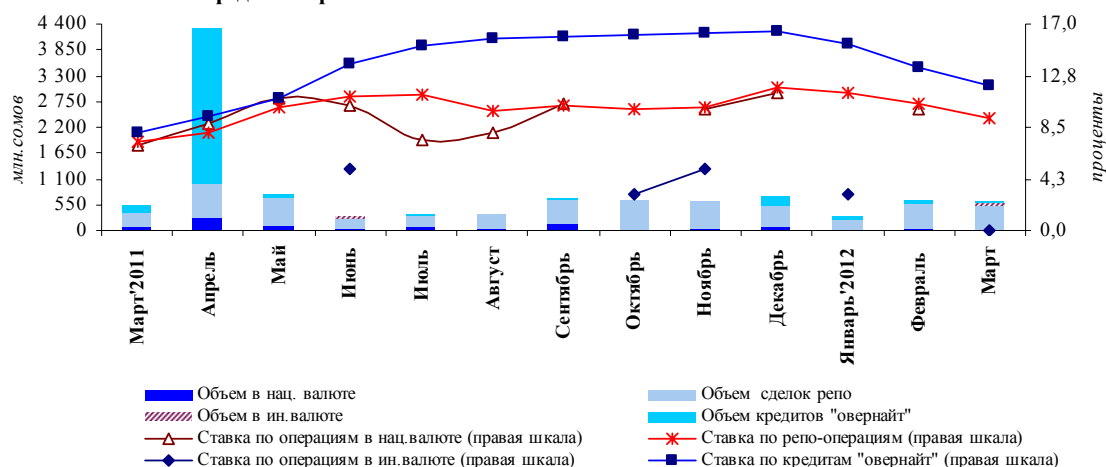 4 400
3 850
3 300
2 750
2 200
1 650
1 100
550
0
млн.сомов
17,0
12,8
8,5
4,3
0,0
проценты
Март'2011
Апрель
Май
Июнь
Июль
Август
Сентябрь
Октябрь
Ноябрь
Декабрь
Январь'2012
Февраль
Март
Объем в нац. валюте
Объем сделок репо
Объем в ин.валюте
Объем кредитов "овернайт"
Ставка по операциям в нац.валюте (правая шкала)
Ставка по репо-операциям (правая шкала)
Ставка по операциям в ин.валюте (правая шкала)
Ставка по кредитам "овернайт" (правая шкала)